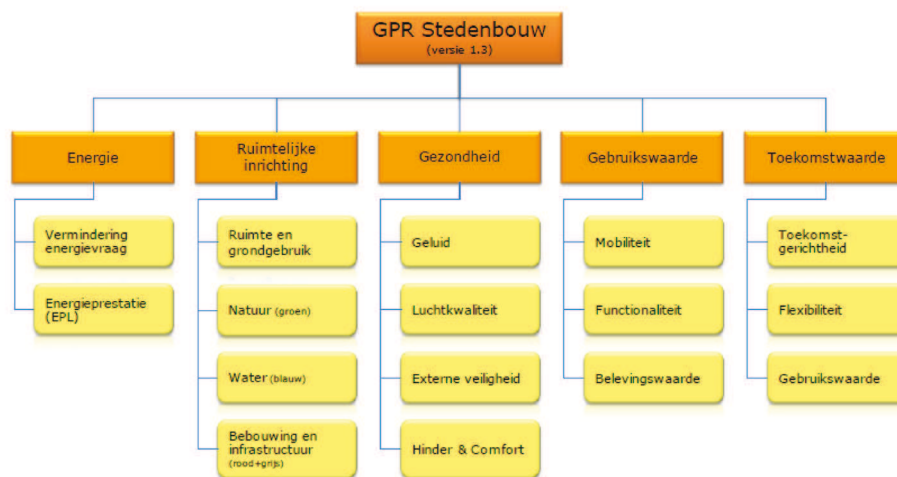 GPR Stedenbouw
(versie 1.3)
Energie
Vermindering
energievraag
Energieprestatie
(EPL)
Ruimtelijke
inrichting
Ruimte en
grondgebruik
Natuur (groen)
Water (blauw)
Bebouwing en
infrastructuur
(rood+grijs)
Gezondheid
Geluid
Luchtkwaliteit
Externe veiligheid
Hinder & Comfort
Gebruikswaarde
Mobiliteit
Functionaliteit
Belevingswaarde
Toekomstwaarde
Toekomst-
gerichtheid
Flexibiliteit
Gebruikswaarde